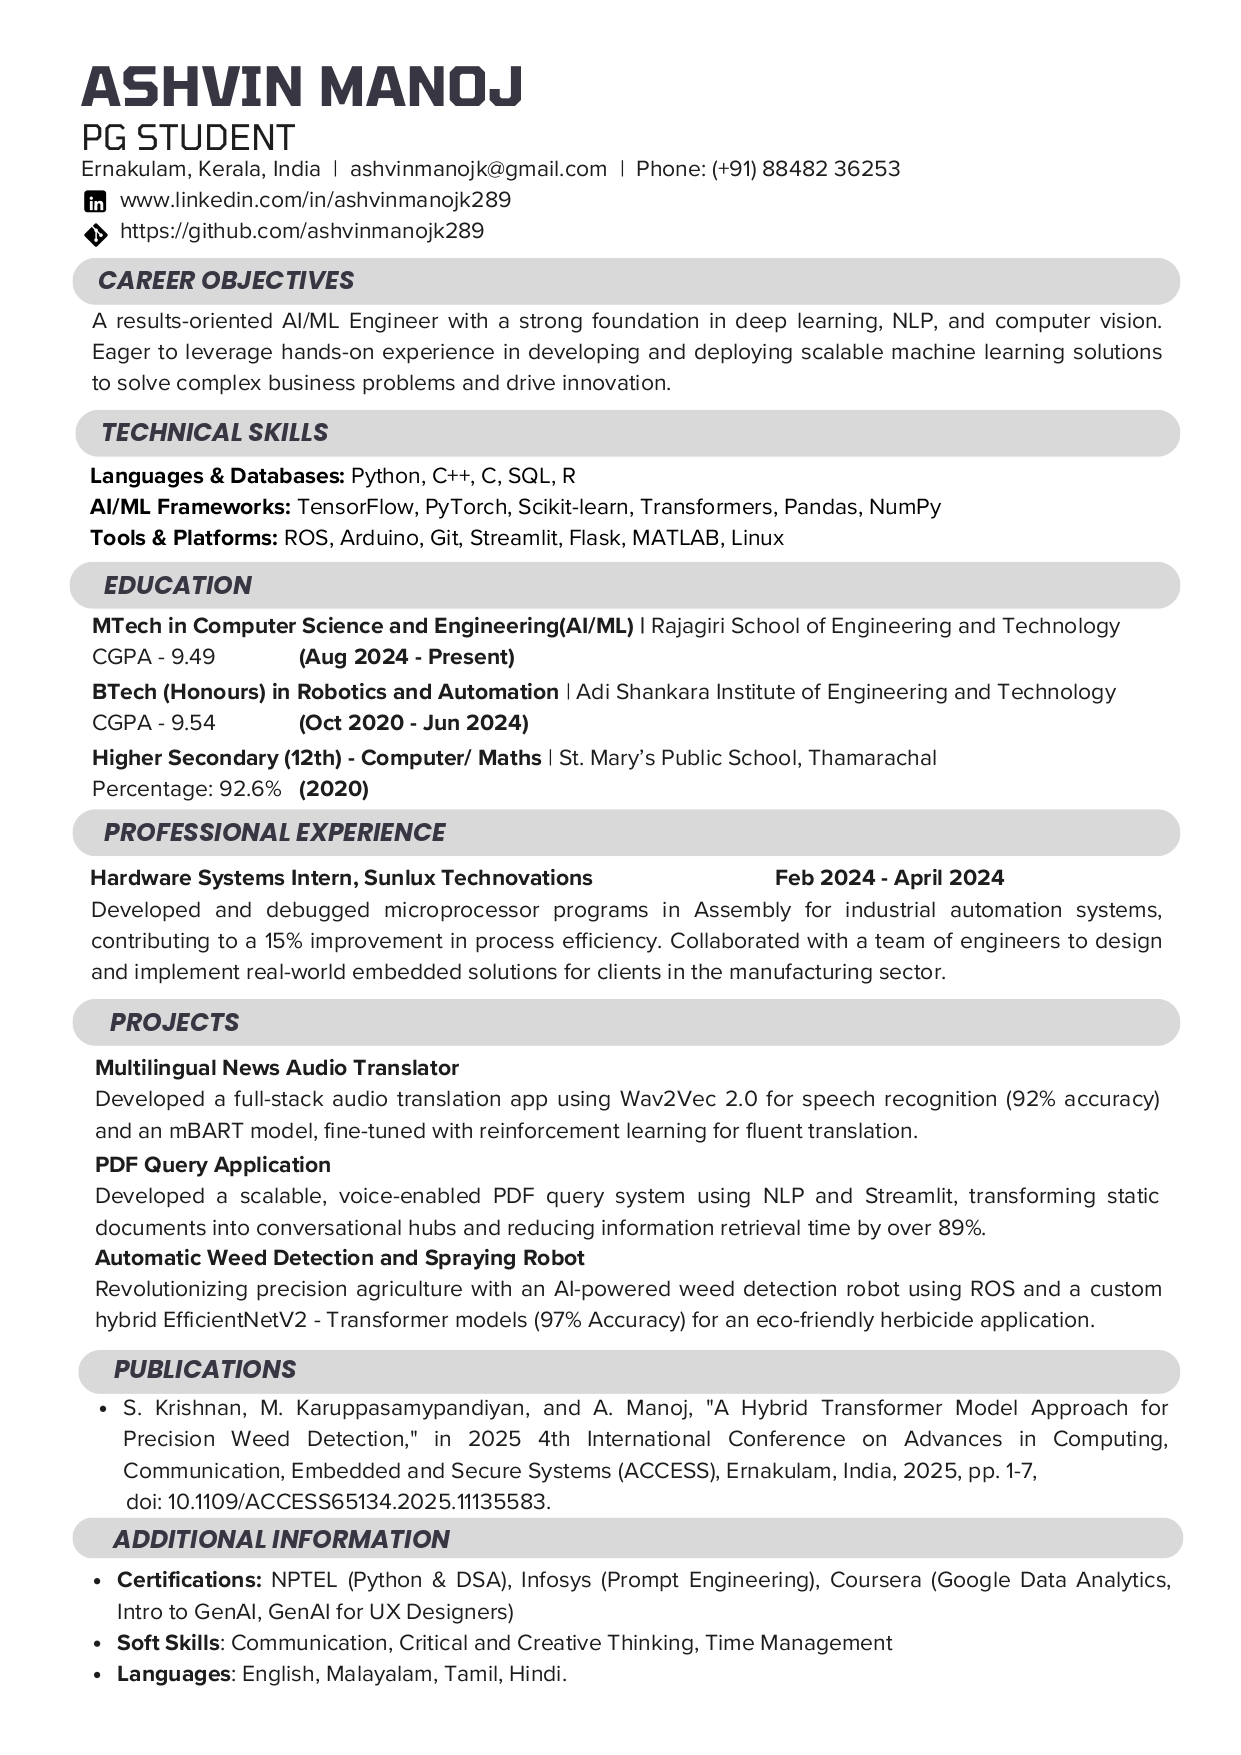 ASHVIN MANOJ
PG STUDENT
Ernakulam, Kerala, India | ashvinmanojk@gmail.com | Phone: (+91) 88482 36253
www.linkedin.com/in/ashvinmanojk289
https://github.com/ashvinmanojk289
CAREER OBJECTIVES
A results-oriented AI/ML Engineer with a strong foundation in deep learning, NLP, and computer vision.
Eager to leverage hands-on experience in developing and deploying scalable machine learning solutions
to solve complex business problems and drive innovation.
TECHNICAL SKILLS
Languages & Databases: Python, C++, C, SQL, R
AI/ML Frameworks: TensorFlow, PyTorch, Scikit-learn, Transformers, Pandas, NumPy
Tools & Platforms: ROS, Arduino, Git, Streamlit, Flask, MATLAB, Linux
EDUCATION
MTech in Computer Science and Engineering(AI/ML) | Rajagiri School of Engineering and Technology
CGPA - 9.49 (Aug 2024 - Present)
BTech (Honours) in Robotics and Automation | Adi Shankara Institute of Engineering and Technology
CGPA - 9.54 (Oct 2020 - Jun 2024)
Higher Secondary (12th) - Computer/ Maths | St. Mary’s Public School, Thamarachal
Percentage: 92.6% (2020)
PROFESSIONAL EXPERIENCE
Hardware Systems Intern, Sunlux Technovations Feb 2024 - April 2024
Developed and debugged microprocessor programs in Assembly for industrial automation systems,
contributing to a 15% improvement in process efficiency. Collaborated with a team of engineers to design
and implement real-world embedded solutions for clients in the manufacturing sector.
PROJECTS
Multilingual News Audio Translator
Developed a full-stack audio translation app using Wav2Vec 2.0 for speech recognition (92% accuracy)
and an mBART model, fine-tuned with reinforcement learning for fluent translation.
PDF Query Application
Developed a scalable, voice-enabled PDF query system using NLP and Streamlit, transforming static
documents into conversational hubs and reducing information retrieval time by over 89%.
Automatic Weed Detection and Spraying Robot
Revolutionizing precision agriculture with an AI-powered weed detection robot using ROS and a custom
hybrid EfficientNetV2 - Transformer models (97% Accuracy) for an eco-friendly herbicide application.
PUBLICATIONS
• S. Krishnan, M. Karuppasamypandiyan, and A. Manoj, "A Hybrid Transformer Model Approach for
Precision Weed Detection," in 2025 4th International Conference on Advances in Computing,
Communication, Embedded and Secure Systems (ACCESS), Ernakulam, India, 2025, pp. 1-7,
doi: 10.1109/ACCESS65134.2025.11135583.
ADDITIONAL INFORMATION
• Certifications: NPTEL (Python & DSA), Infosys (Prompt Engineering), Coursera (Google Data Analytics,
Intro to GenAI, GenAI for UX Designers)
• Soft Skills: Communication, Critical and Creative Thinking, Time Management
• Languages: English, Malayalam, Tamil, Hindi.